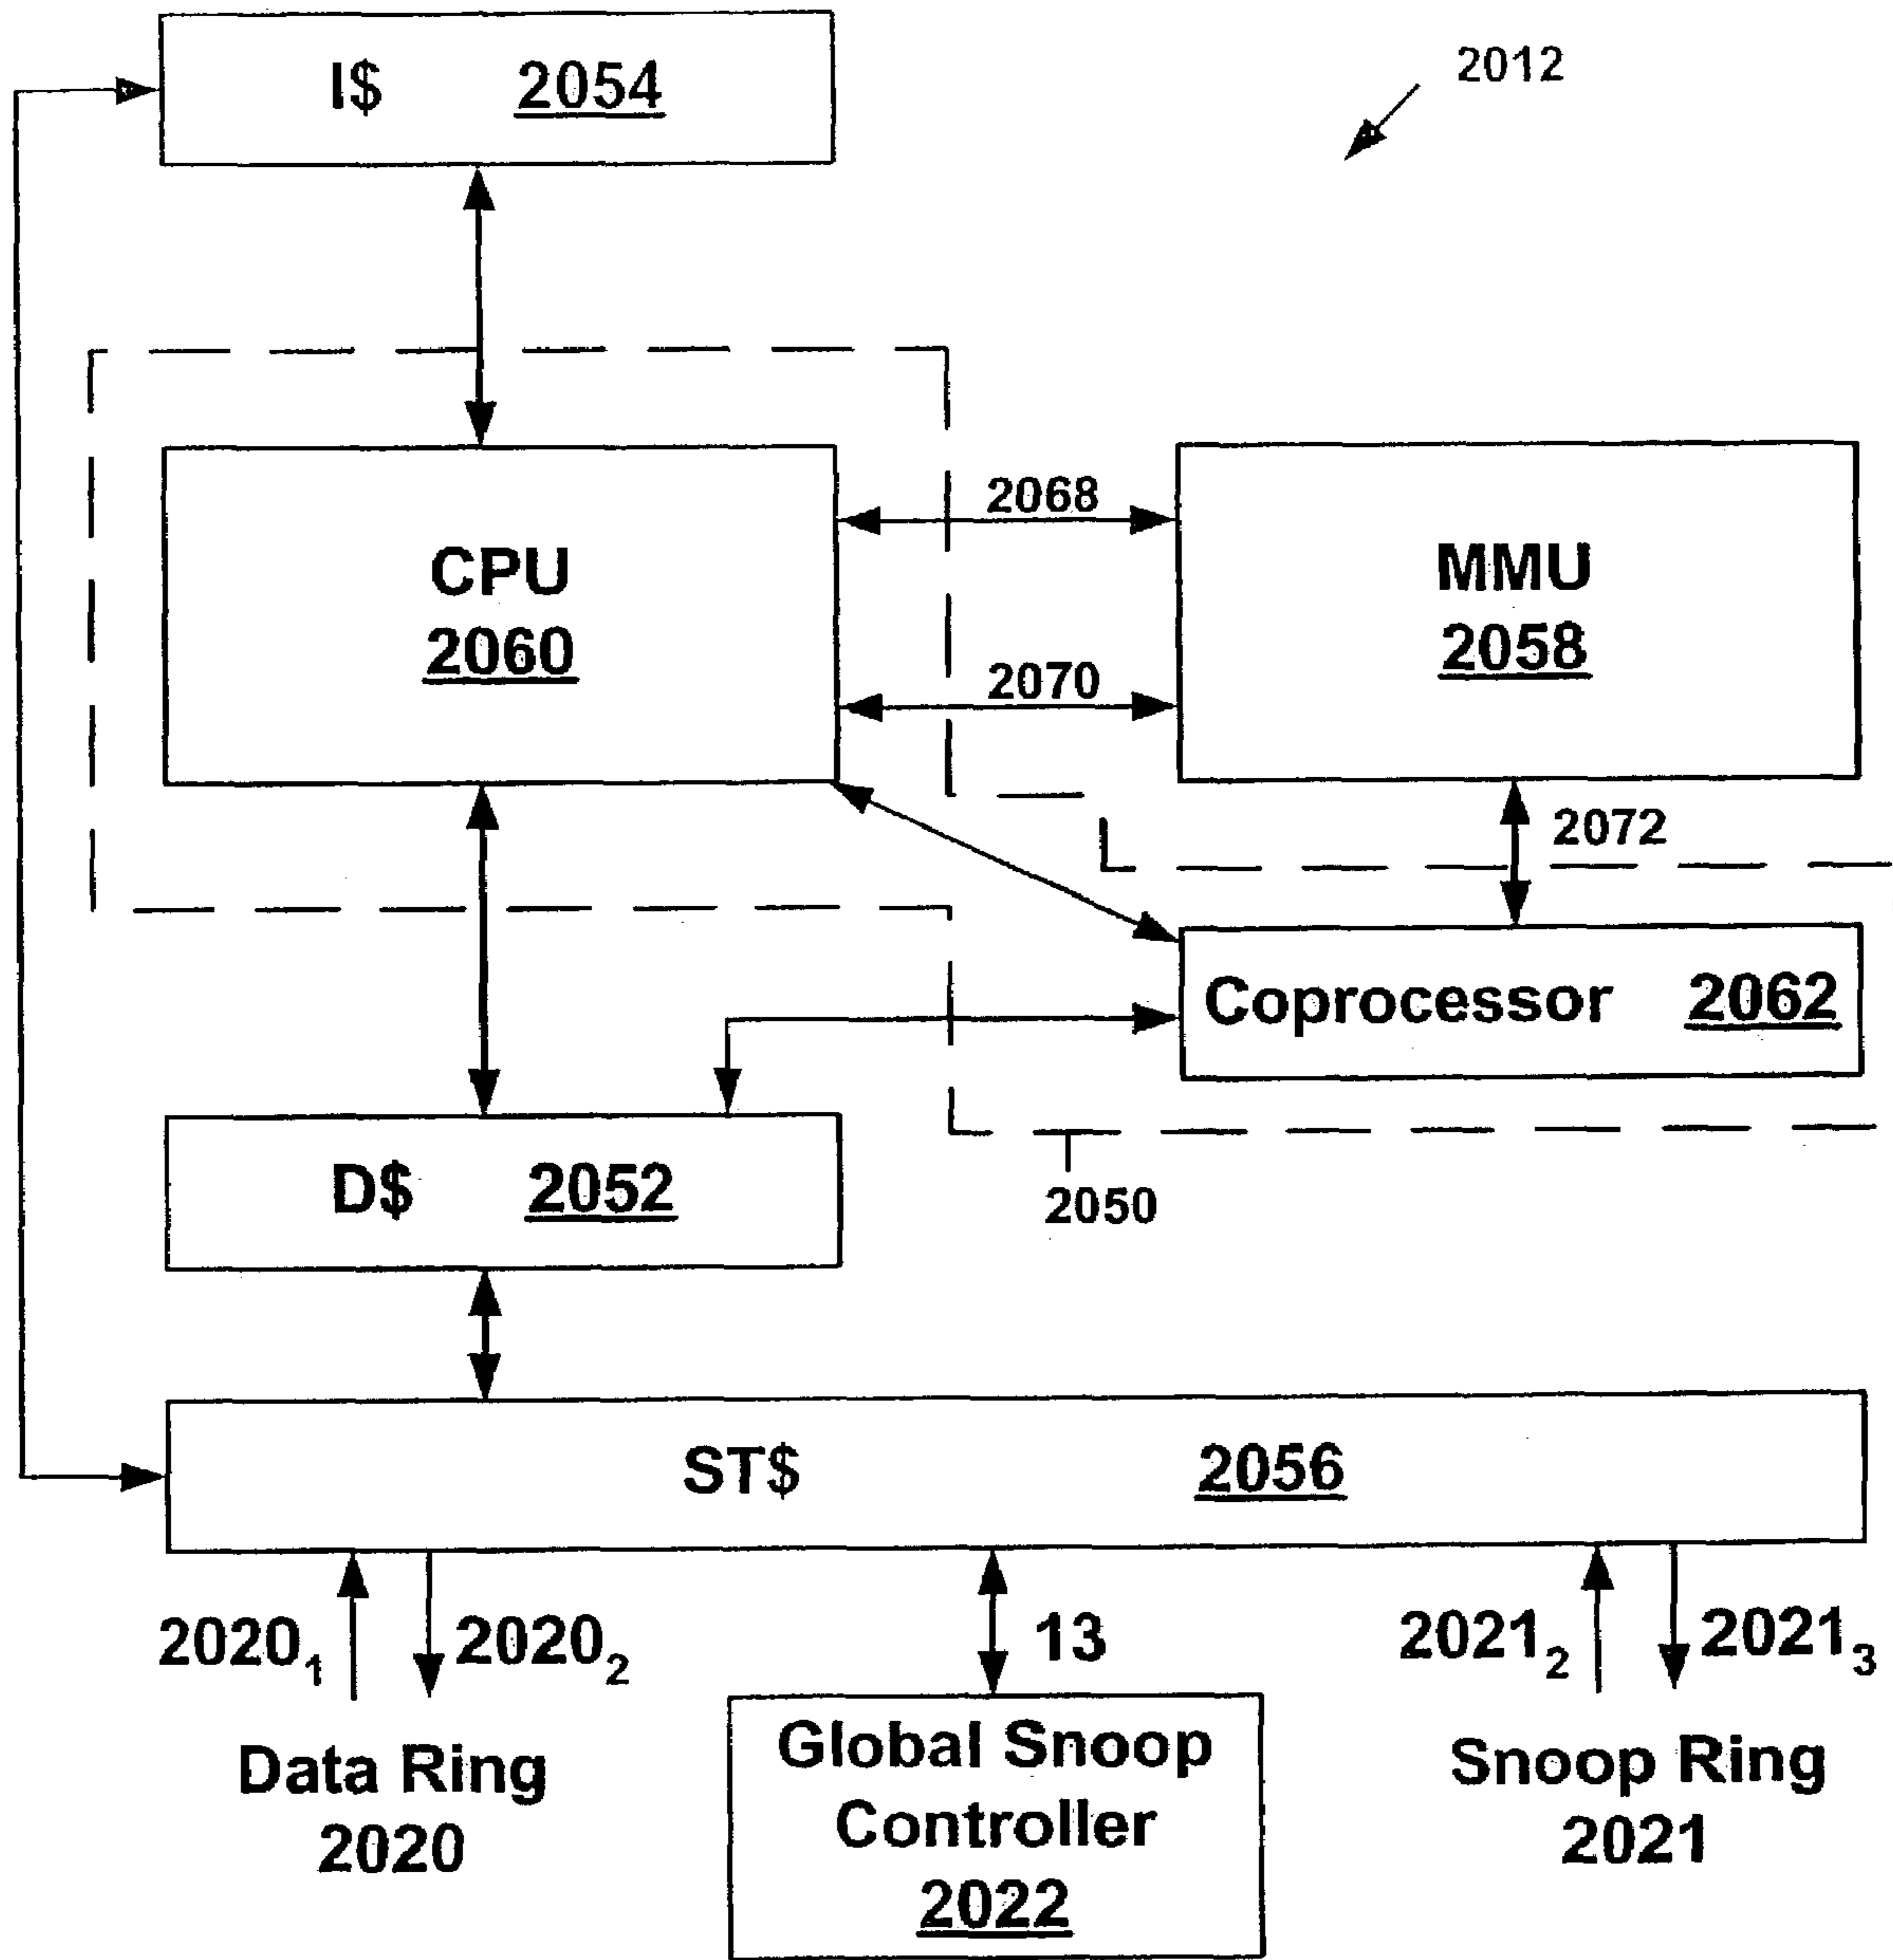 I$ 2054
2012
CPU
2060
2068
2070
MMU
2058
2072
Coprocessor 2062
D$ 2052
2050
ST$ 2056
2020₁
2020₂
13
2021₂
2021₃
Data Ring
2020
Global Snoop
Controller
2022
Snoop Ring
2021